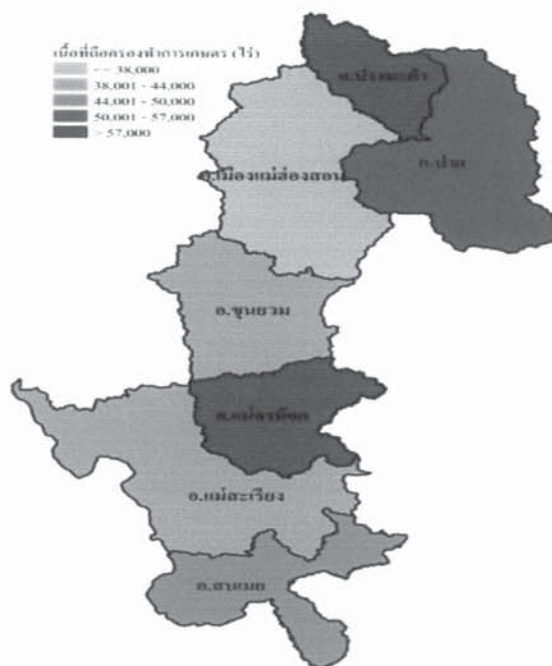 เนื้อที่ถือครองทำการเกษตร (ไร่)
<= 38,000
38,001 - 44,000
44,001 - 50,000
50,001 - 57,000
> 57,000
อ.ปางมะผ้า
อ.ปาย
อ.เมืองแม่ฮ่องสอน
อ.ขุนยวม
อ.แม่ลาน้อย
อ.แม่สะเรียง
อ.สบเมย